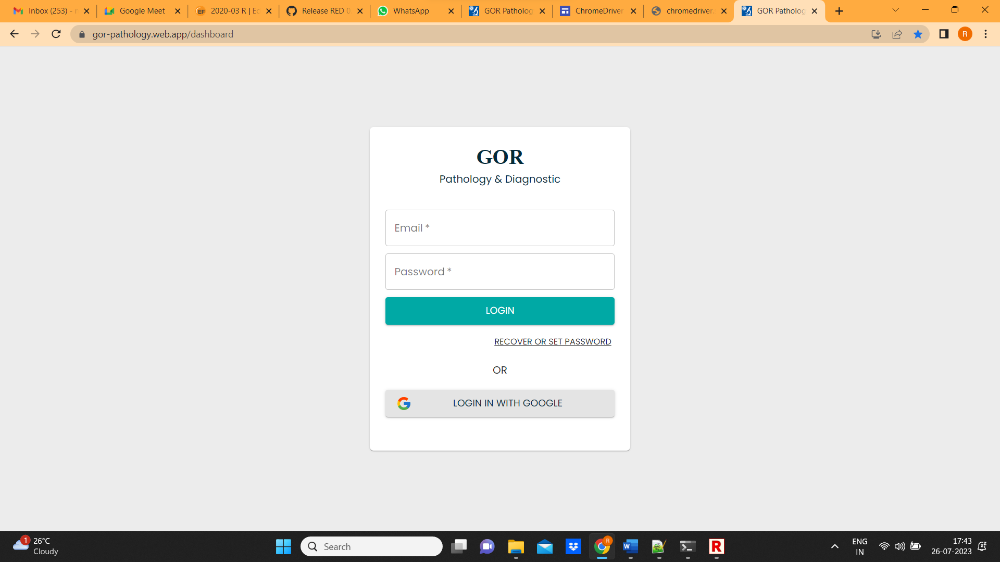 Inbox (253) -
Google Meet
2020-03 R | Ec
Release RED 0
WhatsApp
GOR Patholog
ChromeDriver
chromedriver.
GOR Patholog
gor-pathology.web.app/dashboard
R
GOR
Pathology & Diagnostic
Email *
Password *
LOGIN
RECOVER OR SET PASSWORD
OR
LOGIN IN WITH GOOGLE
1
26°C
Cloudy
Search
R
W
R
ENG
IN
17:43
26-07-2023